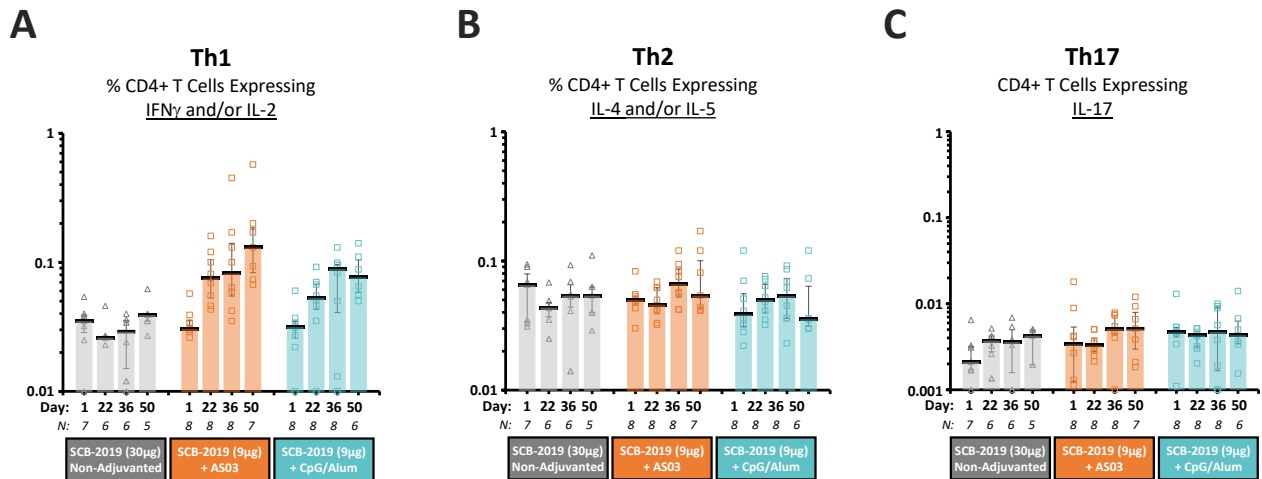 A
Th1
% CD4+ T Cells Expressing
IFNγ and/or IL-2
1
0.1
0.01
Day: 1 22 36 50 1 22 36 50 1 22 36 50
N: 7 6 6 5 8 8 8 8 8 8 8 6
SCB-2019 (30μg)
Non-Adjuvanted
SCB-2019 (9μg)
+ AS03
SCB-2019 (9μg)
+ CpG/Alum
B
Th2
% CD4+ T Cells Expressing
IL-4 and/or IL-5
1
0.1
0.01
Day: 1 22 36 50 1 22 36 50 1 22 36 50
N: 7 6 6 5 8 8 8 7 8 8 8 6
SCB-2019 (30μg)
Non-Adjuvanted
SCB-2019 (9μg)
+ AS03
SCB-2019 (9μg)
+ CpG/Alum
C
Th17
CD4+ T Cells Expressing
IL-17
1
0.1
0.01
0.001
Day: 1 22 36 50 1 22 36 50 1 22 36 50
N: 7 6 6 5 8 8 8 7 8 8 8 6
SCB-2019 (30μg)
Non-Adjuvanted
SCB-2019 (9μg)
+ AS03
SCB-2019 (9μg)
+ CpG/Alum